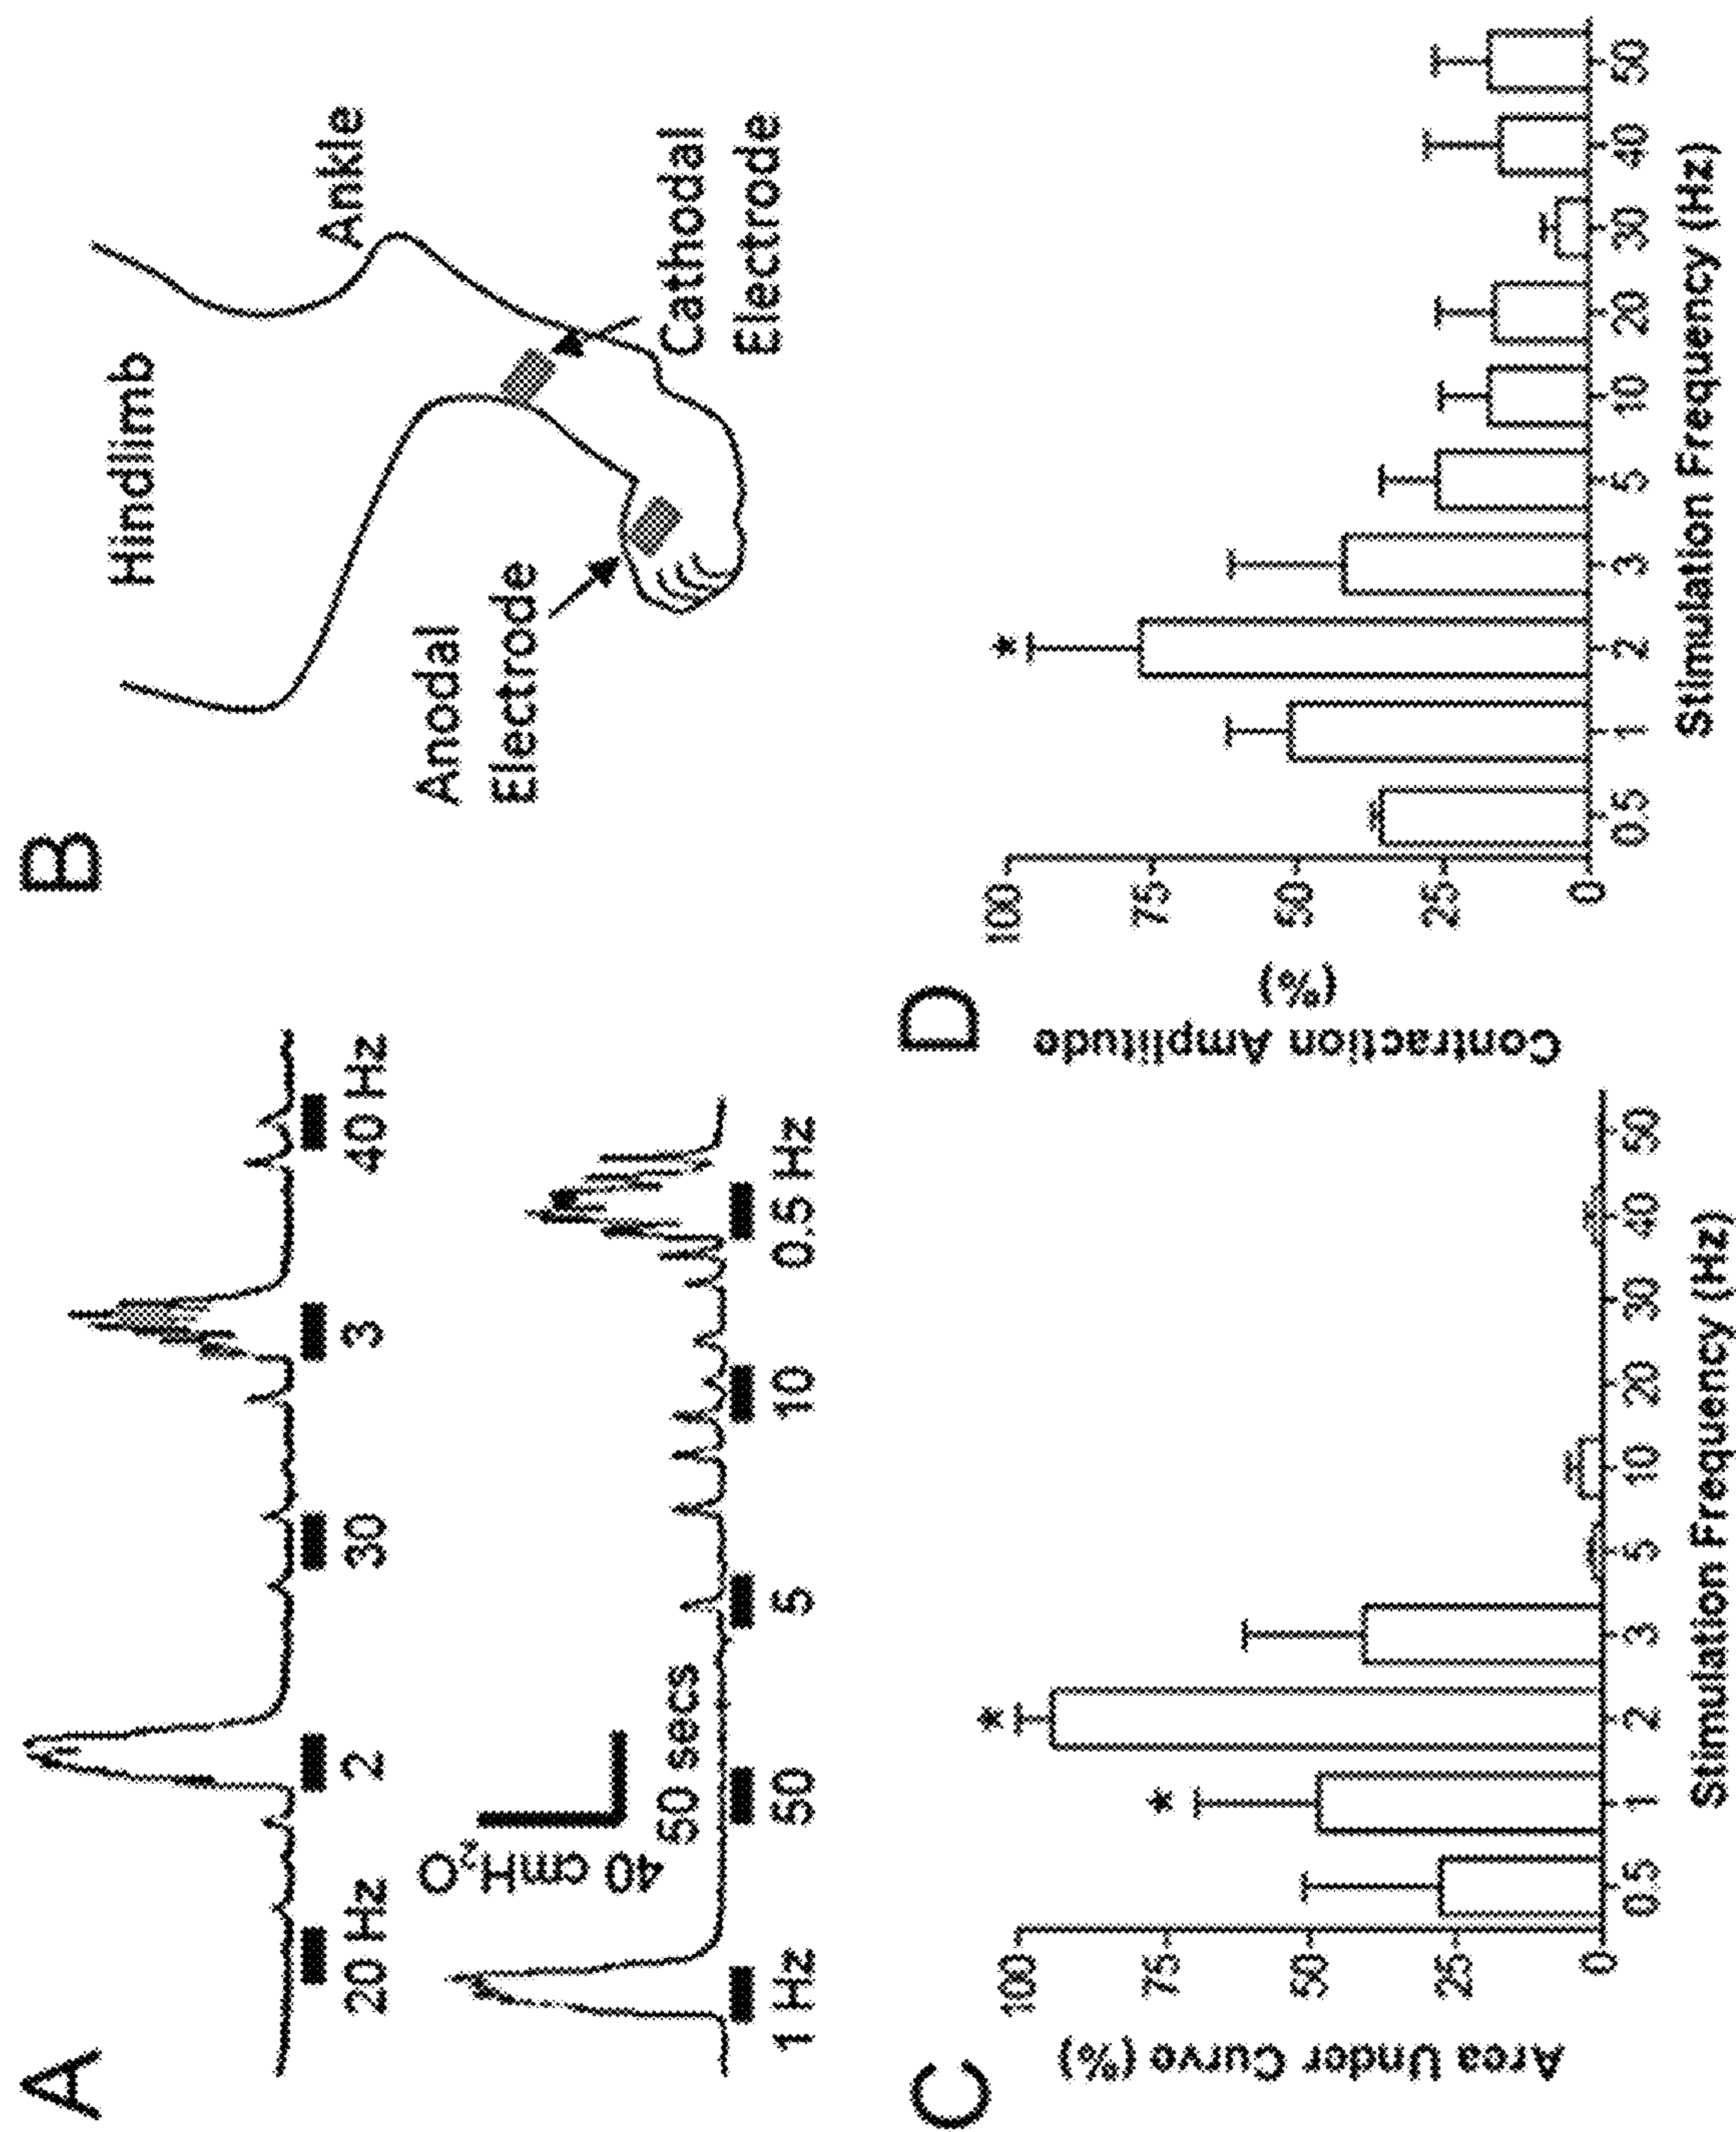 A
20 Hz
2
30
3
40 Hz
40 cmH₂O
50 secs
1 Hz
50
5
10
0.5 Hz
B
Hindlimb
Ankle
Anodal
Electrode
Cathodal
Electrode
C
Area Under Curve (%)
100
75
50
25
0
*
*
0.5 1 2 3 5 10 20 30 40 50
Stimulation Frequency (Hz)
D
Contraction Amplitude
(%)
100
75
50
25
0
*
0.5 1 2 3 5 10 20 30 40 50
Stimulation Frequency (Hz)